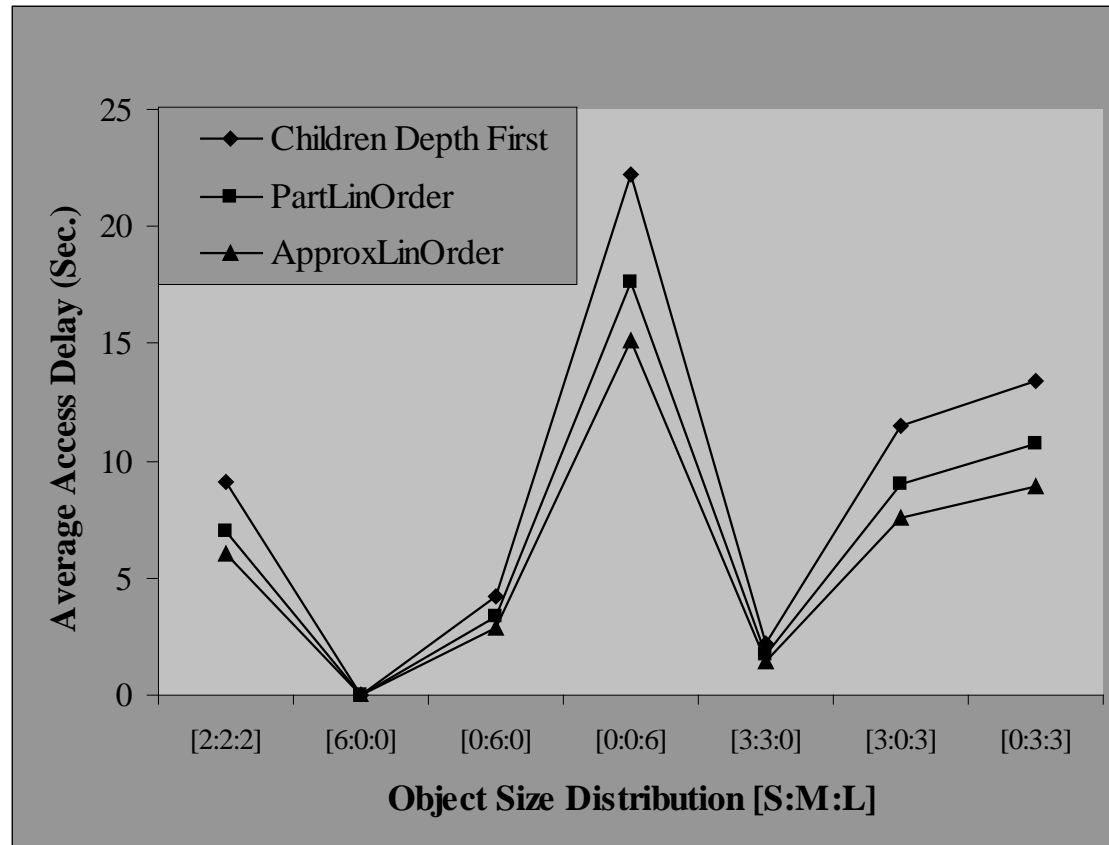 25
20
15
10
5
0
Average Access Delay (Sec.)
Children Depth First
PartLinOrder
ApproxLinOrder
[2:2:2] [6:0:0] [0:6:0] [0:0:6] [3:3:0] [3:0:3] [0:3:3]
Object Size Distribution [S:M:L]